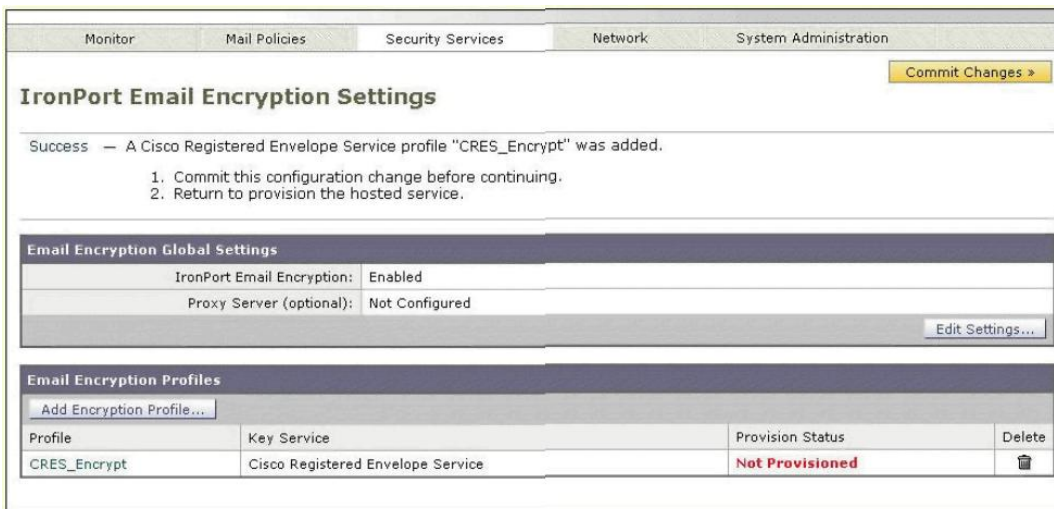 Monitor Mail Policies Security Services Network System Administration
Commit Changes »
IronPort Email Encryption Settings
Success — A Cisco Registered Envelope Service profile "CRES_Encrypt" was added.
1. Commit this configuration change before continuing.
2. Return to provision the hosted service.
Email Encryption Global Settings
IronPort Email Encryption: Enabled
Proxy Server (optional): Not Configured
Edit Settings...
Email Encryption Profiles
Add Encryption Profile...
Profile Key Service Provision Status Delete
CRES_Encrypt Cisco Registered Envelope Service Not Provisioned